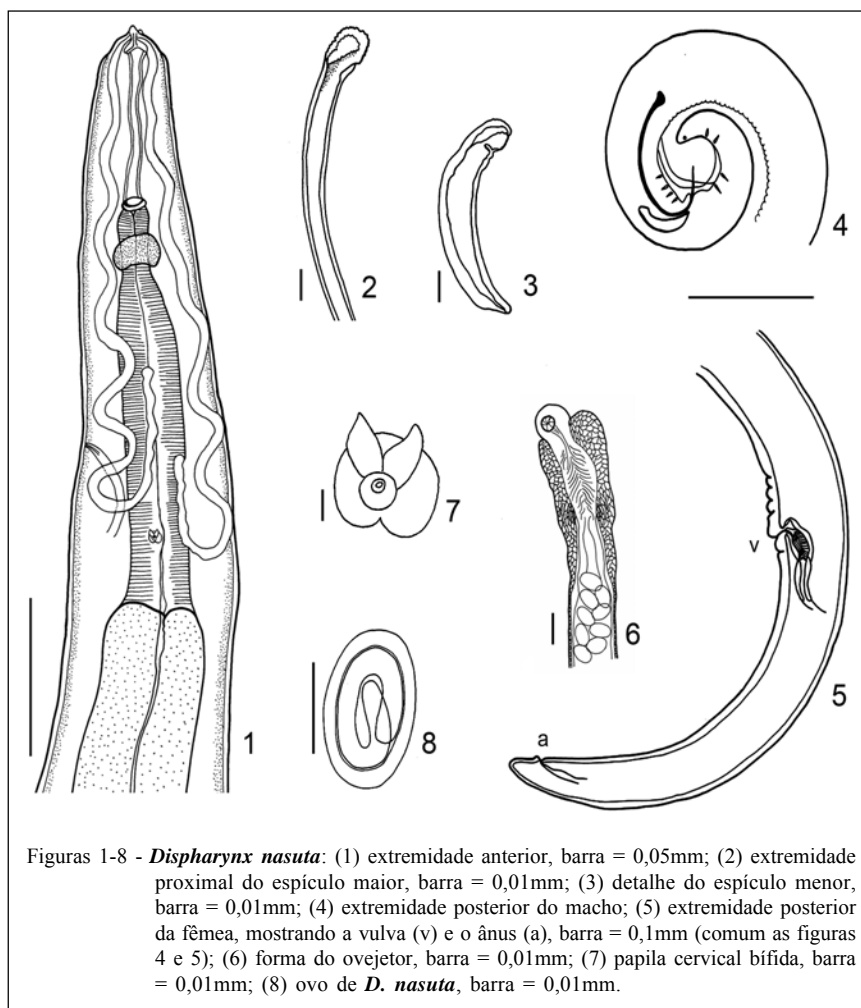 4
2
3
7
v
6
5
a
1
8
Figuras 1-8 - Dispharynx nasuta: (1) extremidade anterior, barra = 0,05mm; (2) extremidade
proximal do espículo maior, barra = 0,01mm; (3) detalhe do espículo menor,
barra = 0,01mm; (4) extremidade posterior do macho; (5) extremidade posterior
da fêmea, mostrando a vulva (v) e o ânus (a), barra = 0,1mm (comum as figuras
4 e 5); (6) forma do ovejetor, barra = 0,01mm; (7) papila cervical bífida, barra
= 0,01mm; (8) ovo de D. nasuta, barra = 0,01mm.